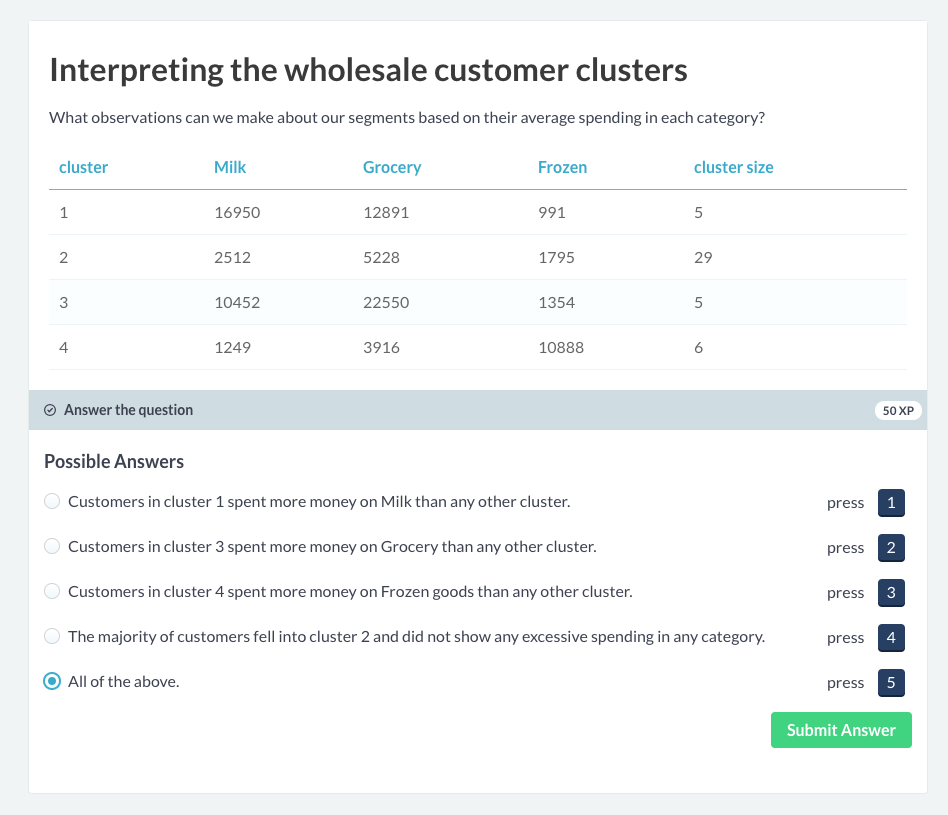 Interpreting the wholesale customer clusters
What observations can we make about our segments based on their average spending in each category?
cluster Milk Grocery Frozen cluster size
1 16950 12891 991 5
2 2512 5228 1795 29
3 10452 22550 1354 5
4 1249 3916 10888 6
Answer the question 50 XP
Possible Answers
Customers in cluster 1 spent more money on Milk than any other cluster. press 1
Customers in cluster 3 spent more money on Grocery than any other cluster. press 2
Customers in cluster 4 spent more money on Frozen goods than any other cluster. press 3
The majority of customers fell into cluster 2 and did not show any excessive spending in any category. press 4
All of the above. press 5
Submit Answer